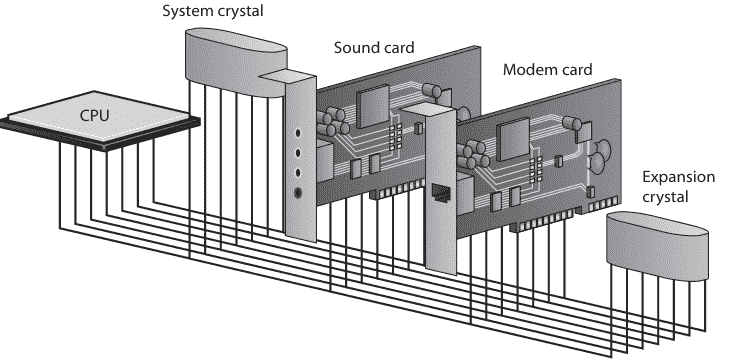 System crystal
Sound card
Modem card
CPU
Expansion
crystal